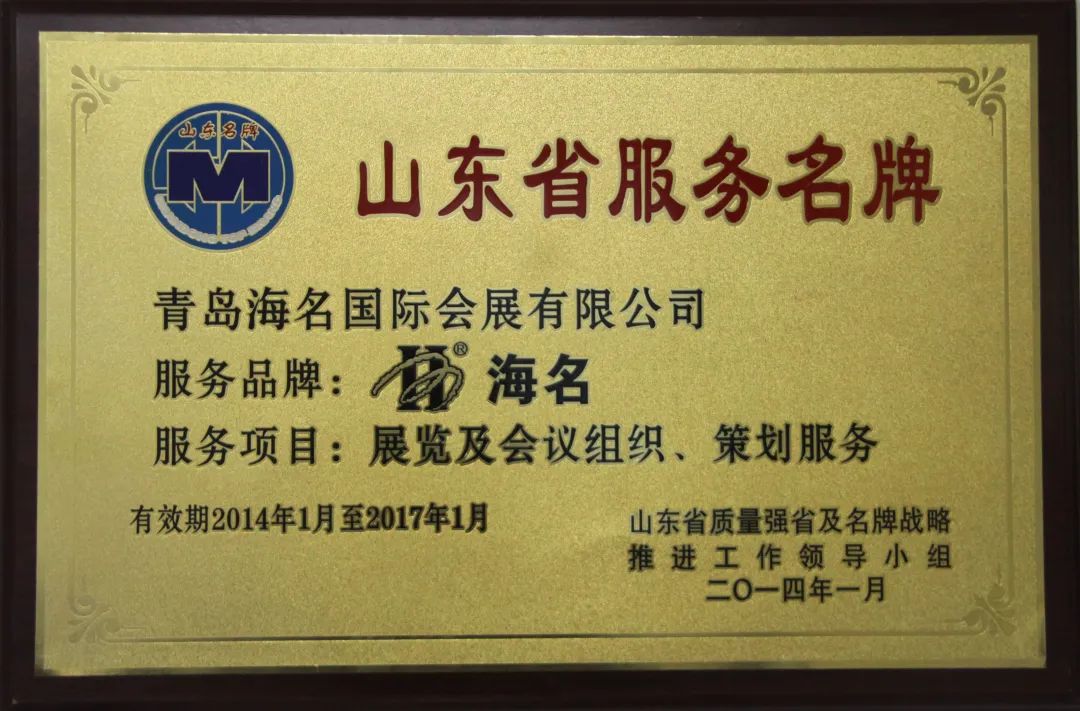 山东名牌
M
山东省服务名牌
青岛海名国际会展有限公司
服务品牌：H® 海名
服务项目：展览及会议组织、策划服务
有效期2014年1月至2017年1月
山东省质量强省及名牌战略
推进工作领导小组
二〇一四年一月